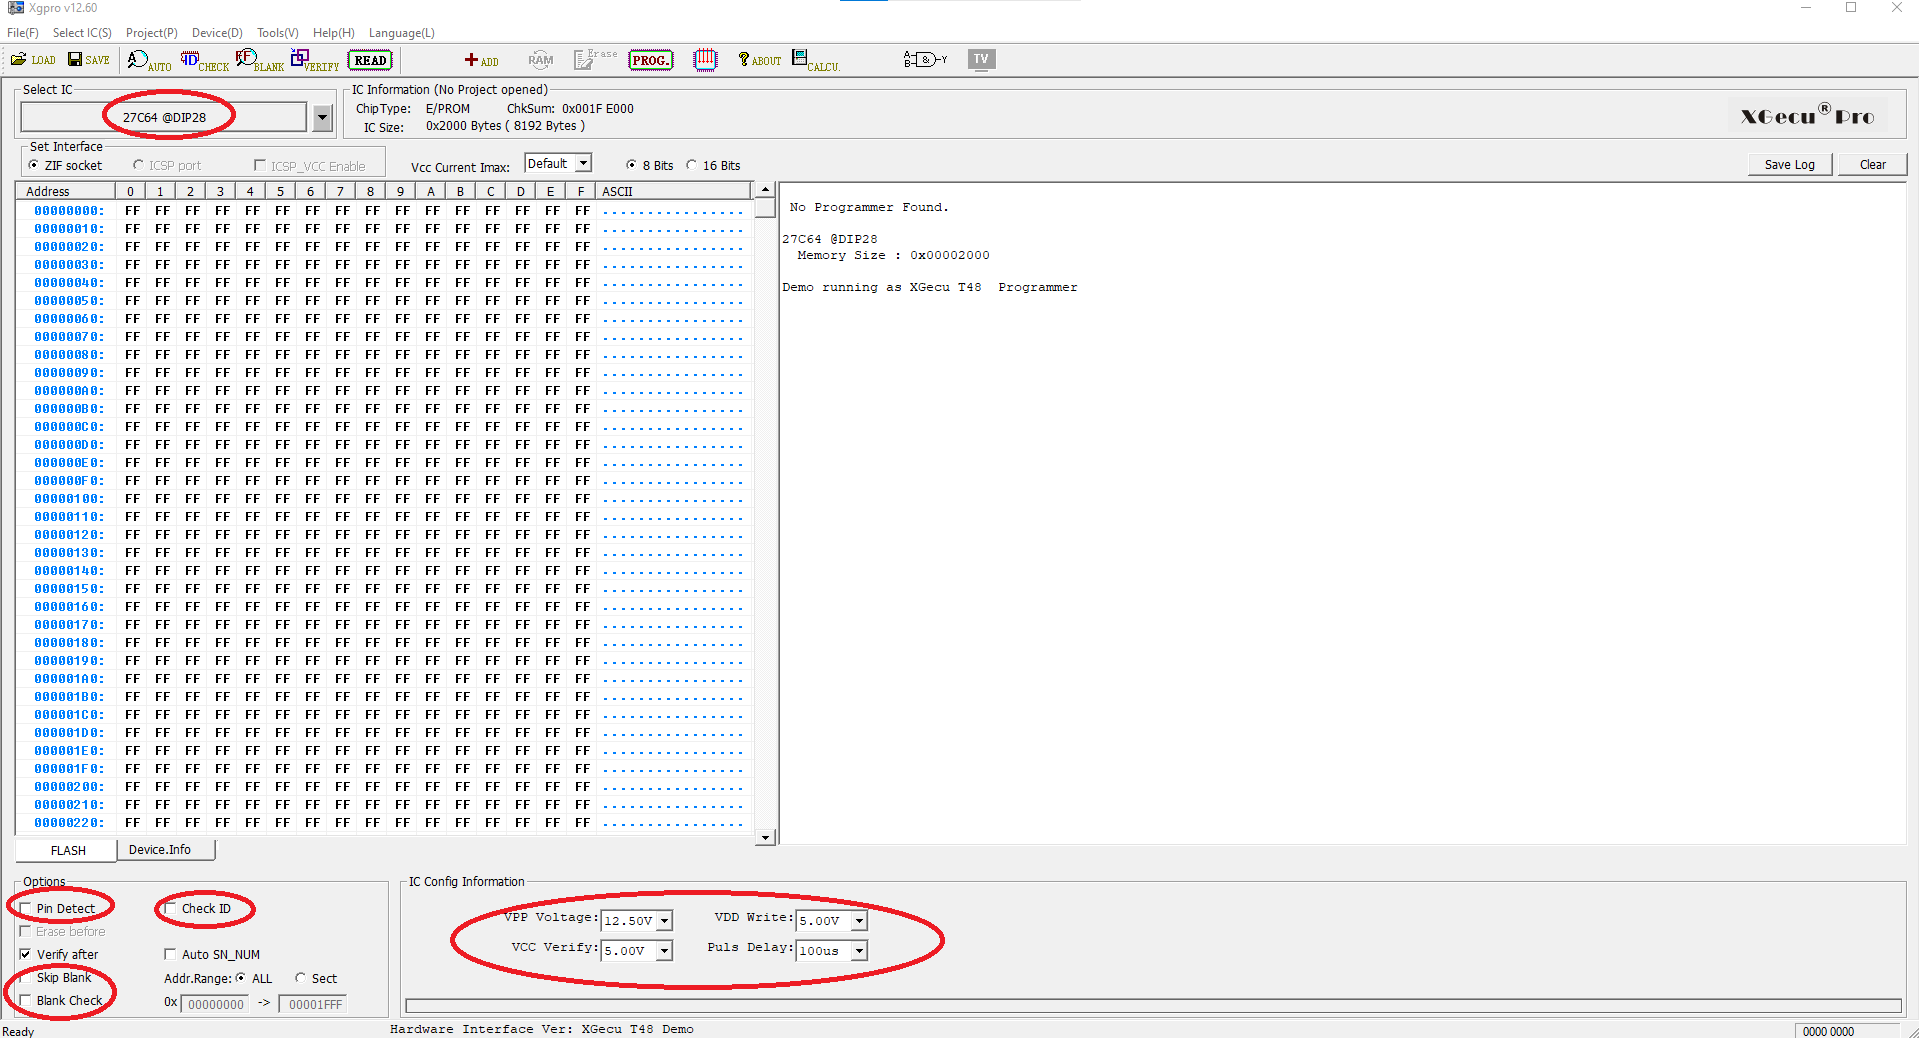 Xgpro v12.60
File(F) Select IC(S) Project(P) Device(D) Tools(V) Help(H) Language(L)
LOAD SAVE AUTO CHECK BLANK VERIFY READ ADD RAM Erase PROG. ABOUT CALCU. A B & Y TV
Select IC
27C64 @DIP28
IC Information (No Project opened)
ChipType: E/PROM ChkSum: 0x001F E000
IC Size: 0x2000 Bytes ( 8192 Bytes )
XGecu® Pro
Set Interface
ZIF socket ICSP port ICSP_VCC Enable
Vcc Current Imax: Default 8 Bits 16 Bits
Save Log Clear
Address 0 1 2 3 4 5 6 7 8 9 A B C D E F ASCII
00000000: FF FF FF FF FF FF FF FF FF FF FF FF FF FF FF FF ................
00000010: FF FF FF FF FF FF FF FF FF FF FF FF FF FF FF FF ................
00000020: FF FF FF FF FF FF FF FF FF FF FF FF FF FF FF FF ................
00000030: FF FF FF FF FF FF FF FF FF FF FF FF FF FF FF FF ................
00000040: FF FF FF FF FF FF FF FF FF FF FF FF FF FF FF FF ................
00000050: FF FF FF FF FF FF FF FF FF FF FF FF FF FF FF FF ................
00000060: FF FF FF FF FF FF FF FF FF FF FF FF FF FF FF FF ................
00000070: FF FF FF FF FF FF FF FF FF FF FF FF FF FF FF FF ................
00000080: FF FF FF FF FF FF FF FF FF FF FF FF FF FF FF FF ................
00000090: FF FF FF FF FF FF FF FF FF FF FF FF FF FF FF FF ................
000000A0: FF FF FF FF FF FF FF FF FF FF FF FF FF FF FF FF ................
000000B0: FF FF FF FF FF FF FF FF FF FF FF FF FF FF FF FF ................
000000C0: FF FF FF FF FF FF FF FF FF FF FF FF FF FF FF FF ................
000000D0: FF FF FF FF FF FF FF FF FF FF FF FF FF FF FF FF ................
000000E0: FF FF FF FF FF FF FF FF FF FF FF FF FF FF FF FF ................
000000F0: FF FF FF FF FF FF FF FF FF FF FF FF FF FF FF FF ................
00000100: FF FF FF FF FF FF FF FF FF FF FF FF FF FF FF FF ................
00000110: FF FF FF FF FF FF FF FF FF FF FF FF FF FF FF FF ................
00000120: FF FF FF FF FF FF FF FF FF FF FF FF FF FF FF FF ................
00000130: FF FF FF FF FF FF FF FF FF FF FF FF FF FF FF FF ................
00000140: FF FF FF FF FF FF FF FF FF FF FF FF FF FF FF FF ................
00000150: FF FF FF FF FF FF FF FF FF FF FF FF FF FF FF FF ................
00000160: FF FF FF FF FF FF FF FF FF FF FF FF FF FF FF FF ................
00000170: FF FF FF FF FF FF FF FF FF FF FF FF FF FF FF FF ................
00000180: FF FF FF FF FF FF FF FF FF FF FF FF FF FF FF FF ................
00000190: FF FF FF FF FF FF FF FF FF FF FF FF FF FF FF FF ................
000001A0: FF FF FF FF FF FF FF FF FF FF FF FF FF FF FF FF ................
000001B0: FF FF FF FF FF FF FF FF FF FF FF FF FF FF FF FF ................
000001C0: FF FF FF FF FF FF FF FF FF FF FF FF FF FF FF FF ................
000001D0: FF FF FF FF FF FF FF FF FF FF FF FF FF FF FF FF ................
000001E0: FF FF FF FF FF FF FF FF FF FF FF FF FF FF FF FF ................
000001F0: FF FF FF FF FF FF FF FF FF FF FF FF FF FF FF FF ................
00000200: FF FF FF FF FF FF FF FF FF FF FF FF FF FF FF FF ................
00000210: FF FF FF FF FF FF FF FF FF FF FF FF FF FF FF FF ................
00000220: FF FF FF FF FF FF FF FF FF FF FF FF FF FF FF FF ................
No Programmer Found.
27C64 @DIP28
Memory Size : 0x00002000
Demo running as XGecu T48 Programmer
FLASH Device.Info
Options
Pin Detect Check ID
Erase before
Verify after Auto SN_NUM
Skip Blank Addr.Range: ALL Sect
Blank Check 0x 00000000 -> 00001FFF
IC Config Information
VPP Voltage: 12.50V VDD Write: 5.00V
VCC Verify: 5.00V Puls Delay: 100us
Ready Hardware Interface Ver: XGecu T48 Demo 0000 0000